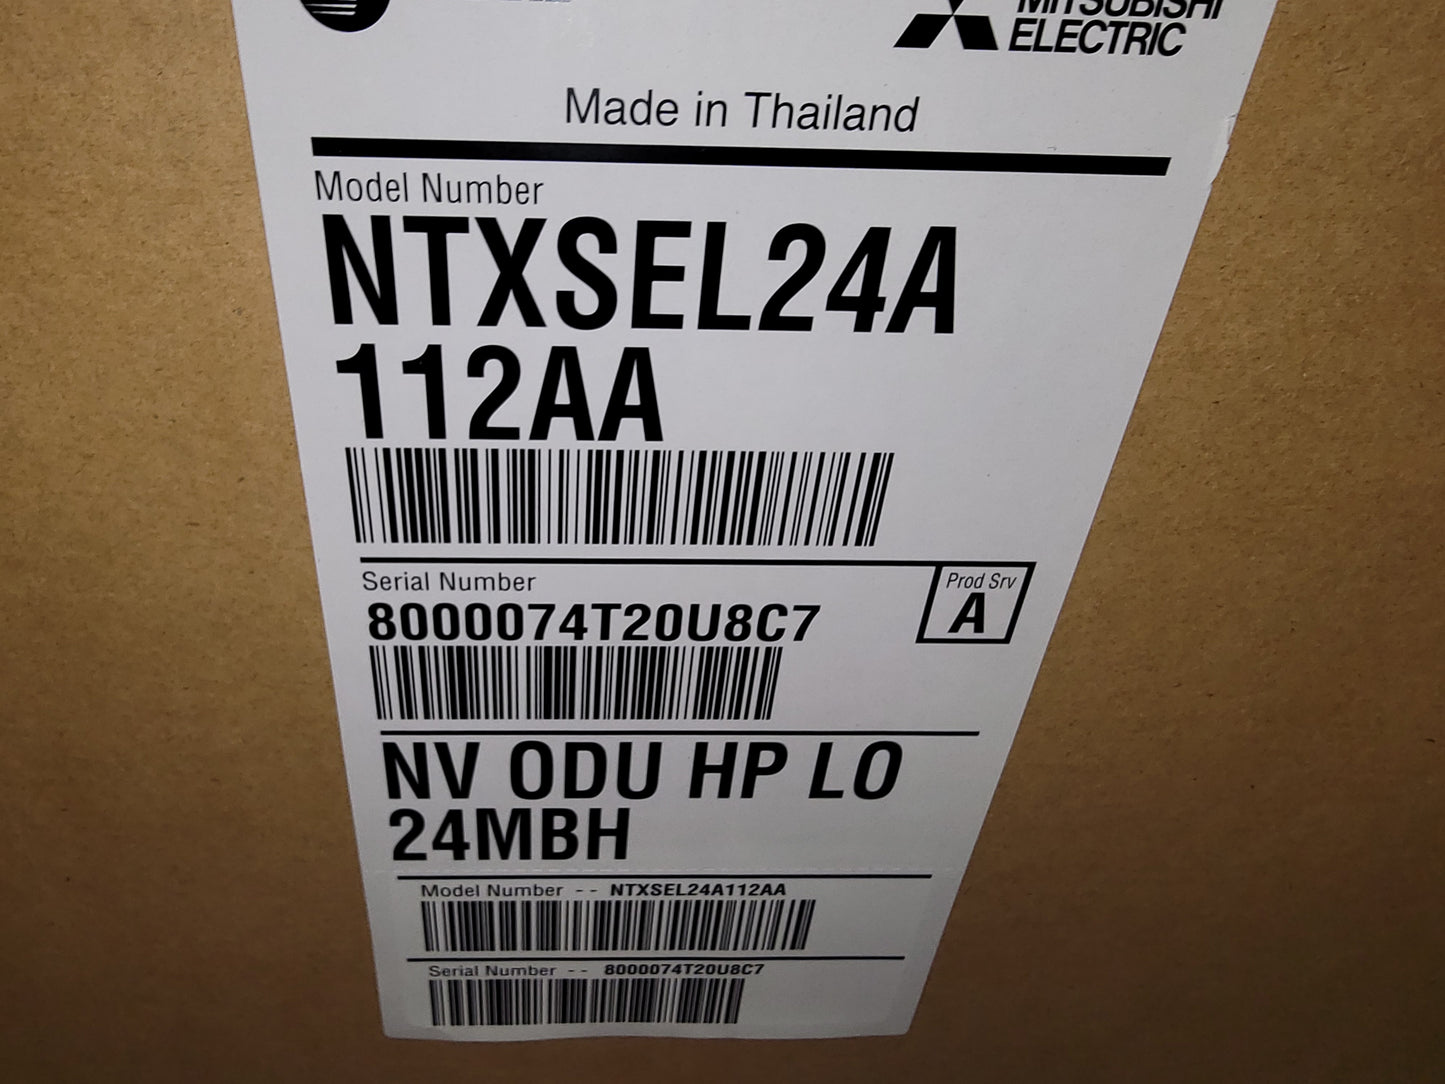 MITSUBISHI
ELECTRIC
Made in Thailand
Model Number
NTXSEL24A
112AA
Serial Number
8000074T20U8C7
Prod Srv
A
NV ODU HP LO
24MBH
Model Number -- NTXSEL24A112AA
Serial Number -- 8000074T20U8C7